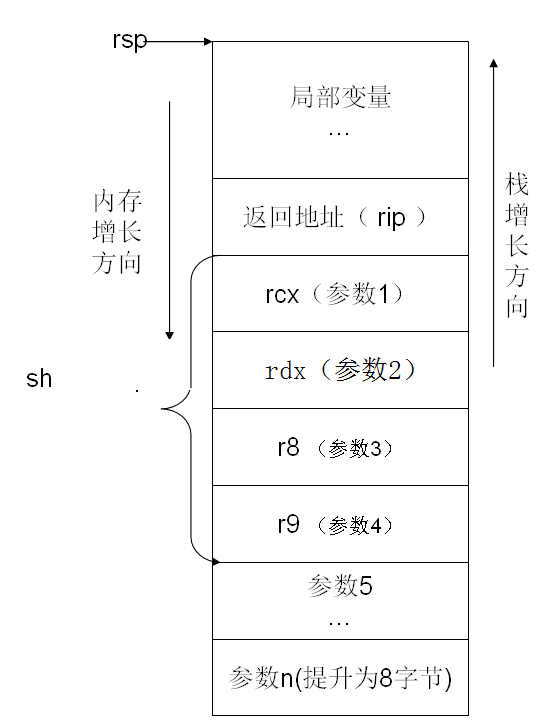 rsp
局部变量
...
内存
增长
方向
栈
增
长
方
向
返回地址（ rip ）
rcx（参数1）
sh .
rdx（参数2）
r8 （参数3）
r9 （参数4）
参数5
...
参数n(提升为8字节)